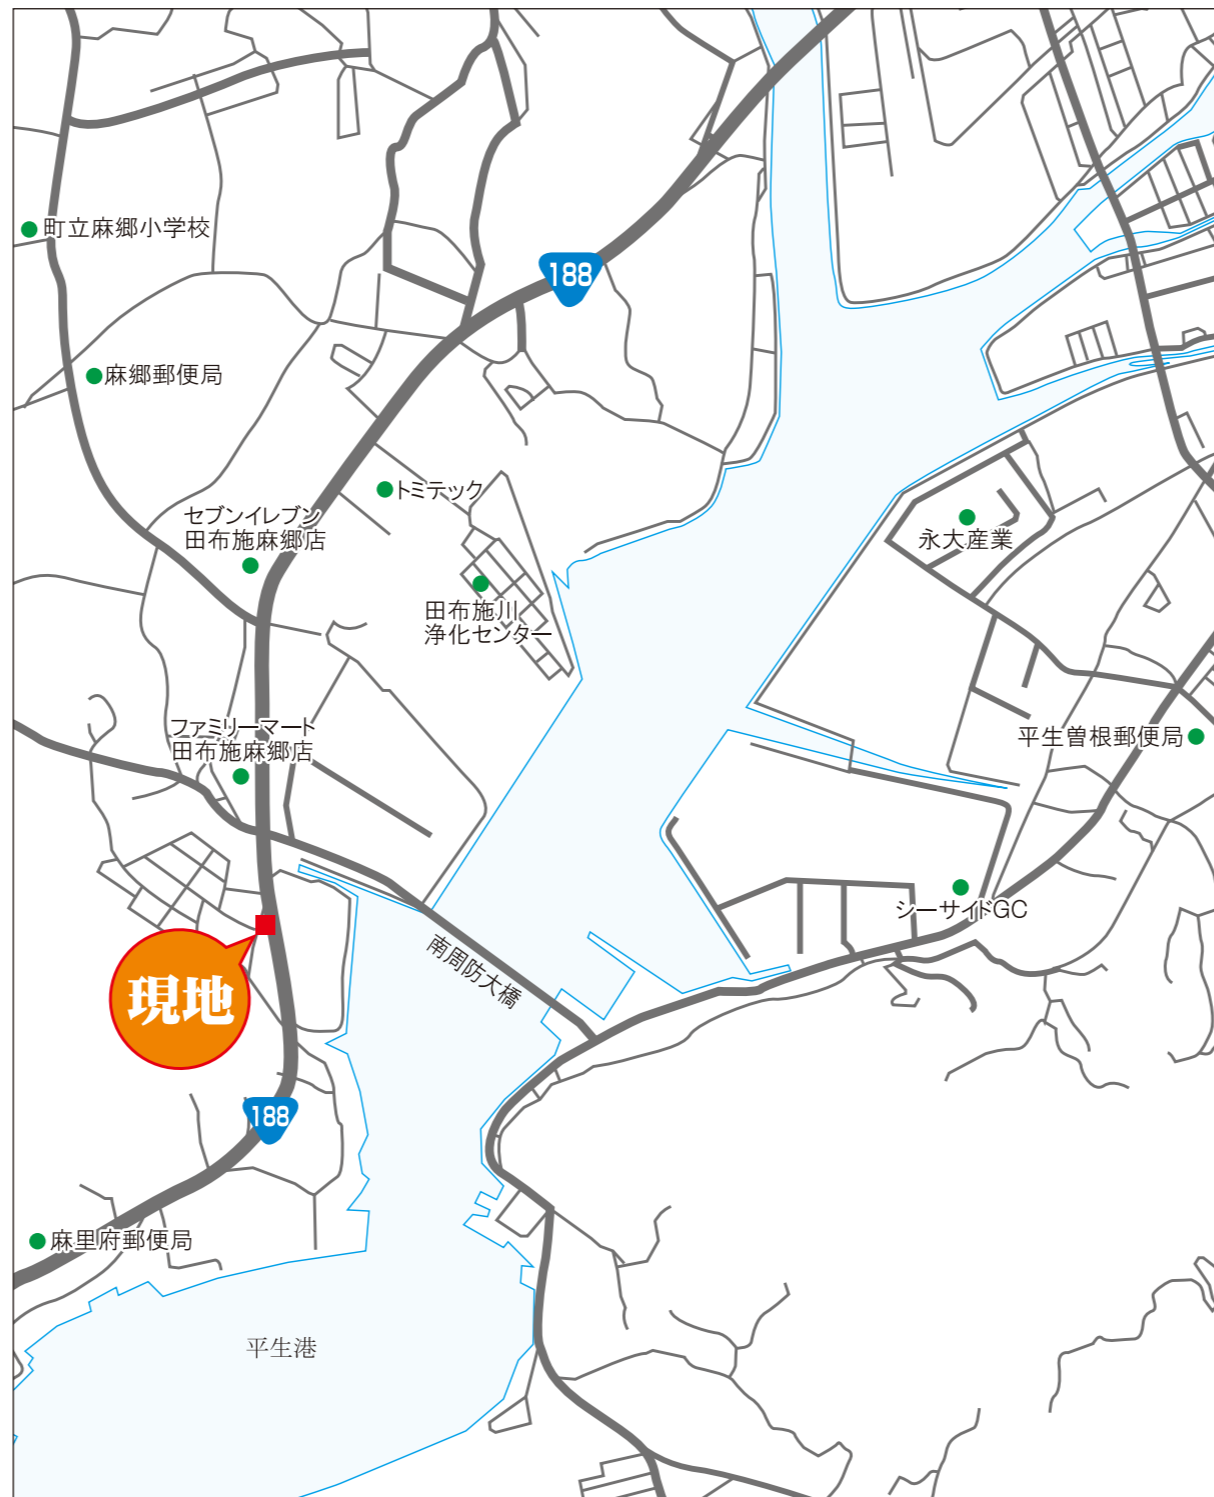 町立麻郷小学校
188
麻郷郵便局
トミテック
セブンイレブン
田布施麻郷店
永大産業
田布施川
浄化センター
ファミリーマート
田布施麻郷店
平生曽根郵便局
シーサイドGC
南周防大橋
現地
188
麻里府郵便局
平生港